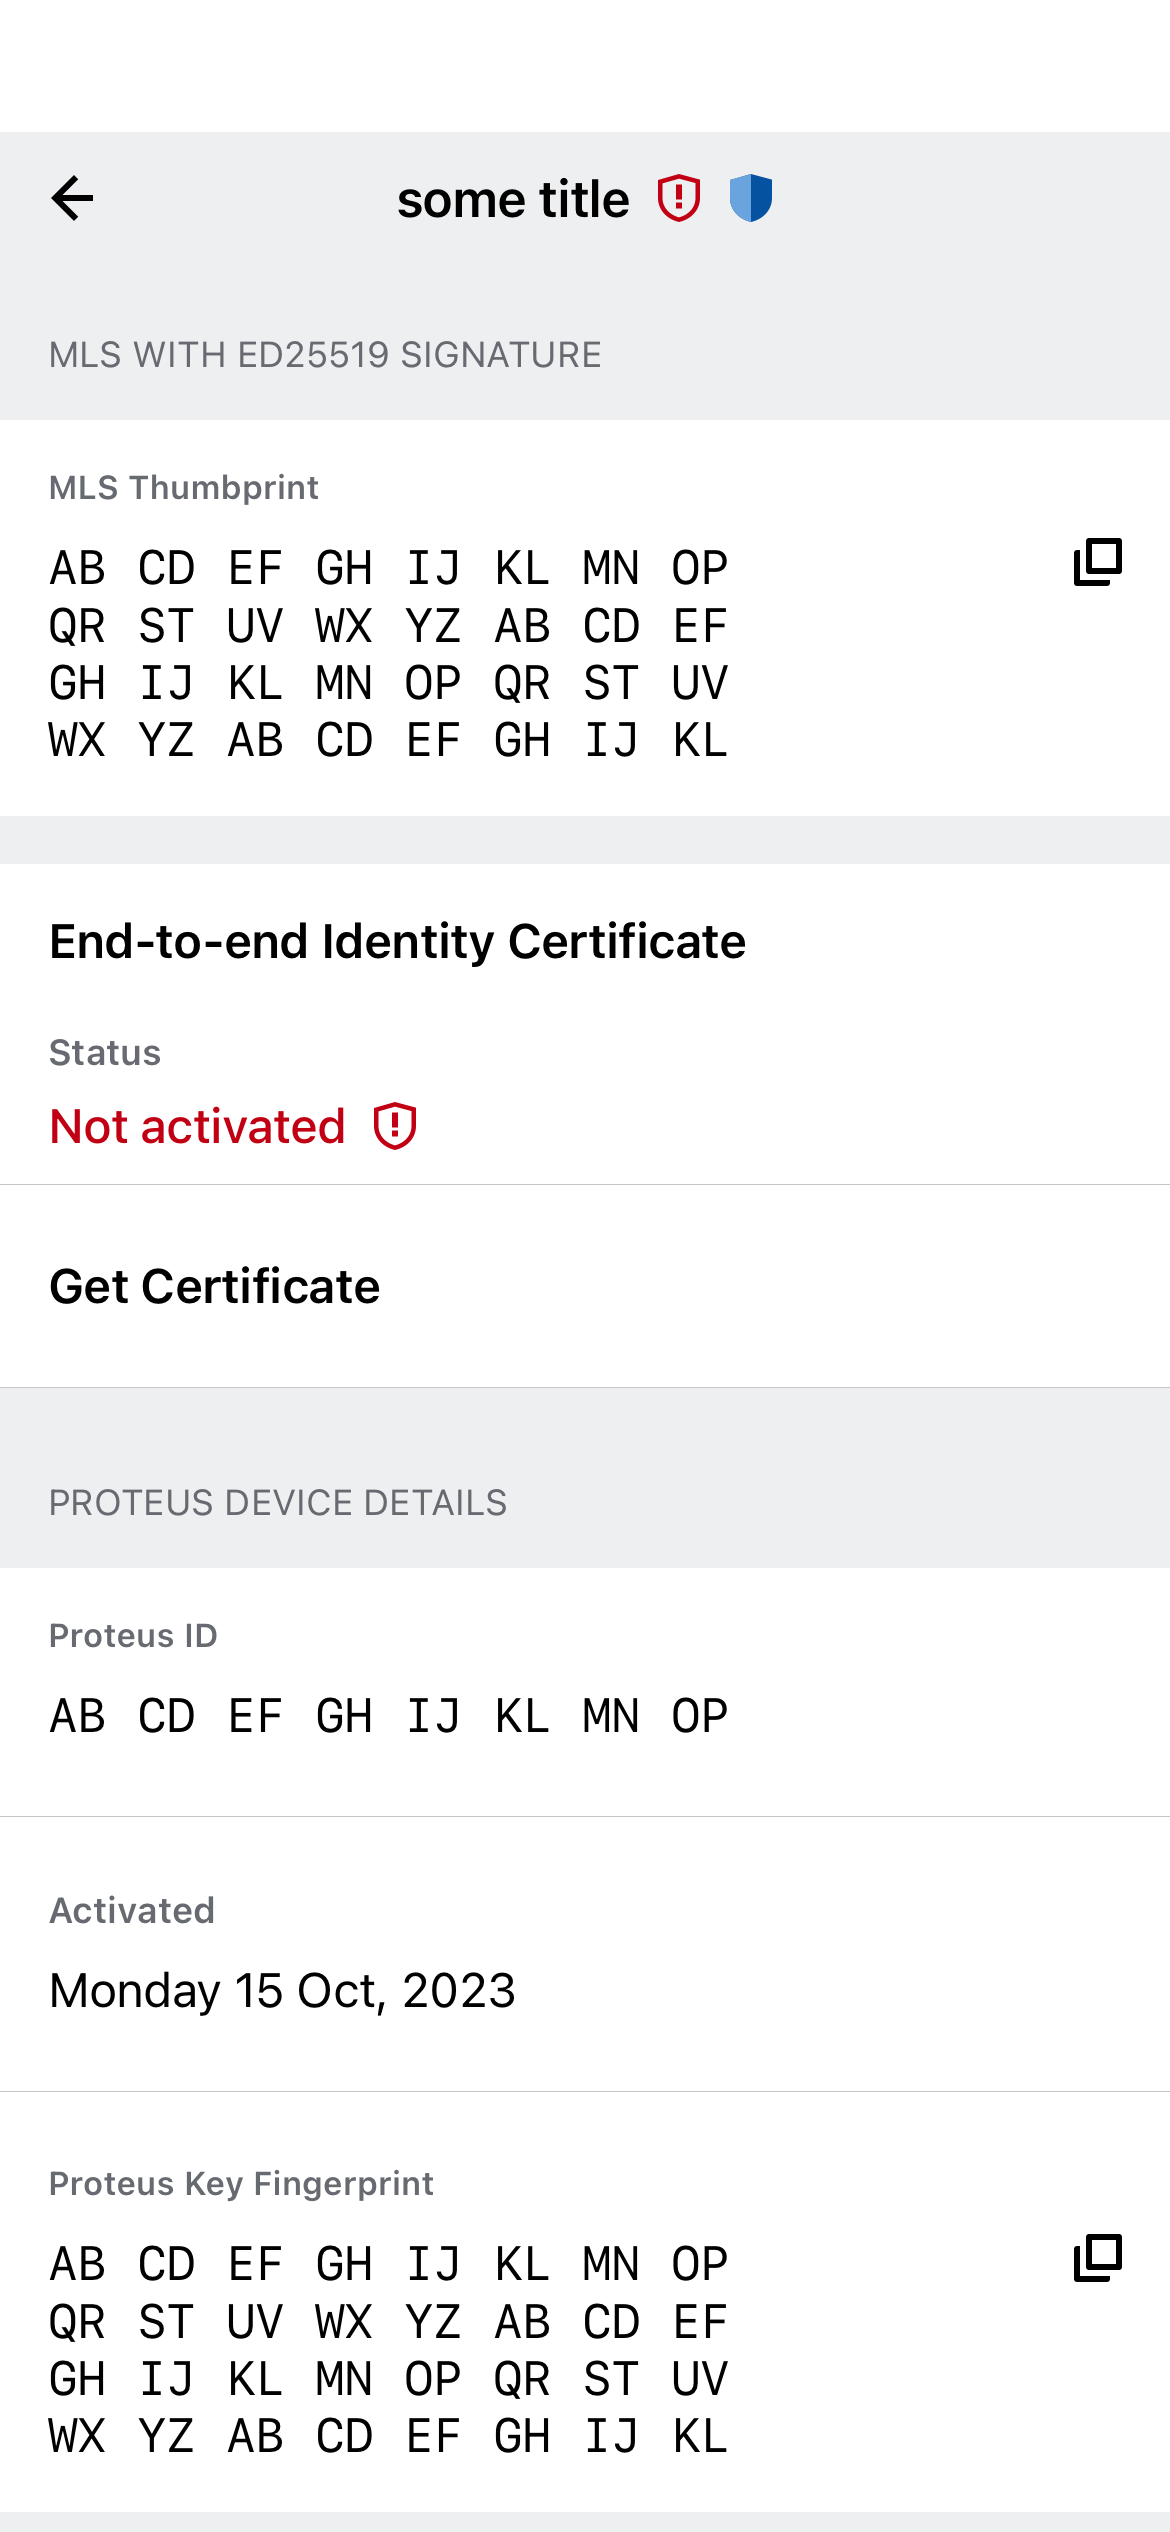 some title
MLS WITH ED25519 SIGNATURE
MLS Thumbprint
AB CD EF GH IJ KL MN OP
QR ST UV WX YZ AB CD EF
GH IJ KL MN OP QR ST UV
WX YZ AB CD EF GH IJ KL
End-to-end Identity Certificate
Status
Not activated
Get Certificate
PROTEUS DEVICE DETAILS
Proteus ID
AB CD EF GH IJ KL MN OP
Activated
Monday 15 Oct, 2023
Proteus Key Fingerprint
AB CD EF GH IJ KL MN OP
QR ST UV WX YZ AB CD EF
GH IJ KL MN OP QR ST UV
WX YZ AB CD EF GH IJ KL